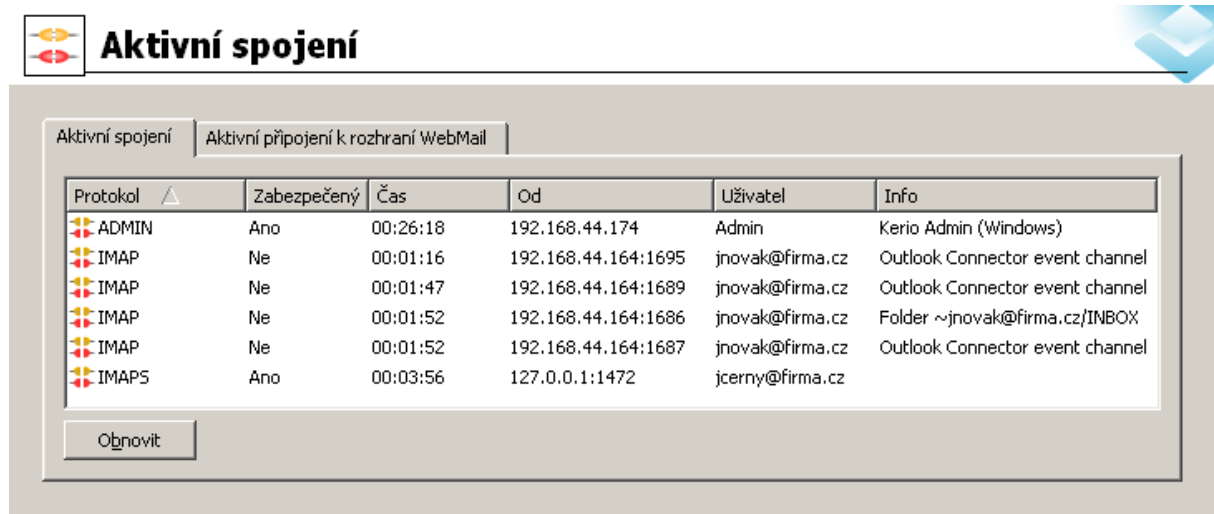 Aktivní spojení
Aktivní spojení Aktivní připojení k rozhraní WebMail
Protokol Zabezpečený Čas Od Uživatel Info
ADMIN Ano 00:26:18 192.168.44.174 Admin Kerio Admin (Windows)
IMAP Ne 00:01:16 192.168.44.164:1695 jnovak@firma.cz Outlook Connector event channel
IMAP Ne 00:01:47 192.168.44.164:1689 jnovak@firma.cz Outlook Connector event channel
IMAP Ne 00:01:52 192.168.44.164:1686 jnovak@firma.cz Folder ~jnovak@firma.cz/INBOX
IMAP Ne 00:01:52 192.168.44.164:1687 jnovak@firma.cz Outlook Connector event channel
IMAPS Ano 00:03:56 127.0.0.1:1472 jcerny@firma.cz
Obnovit